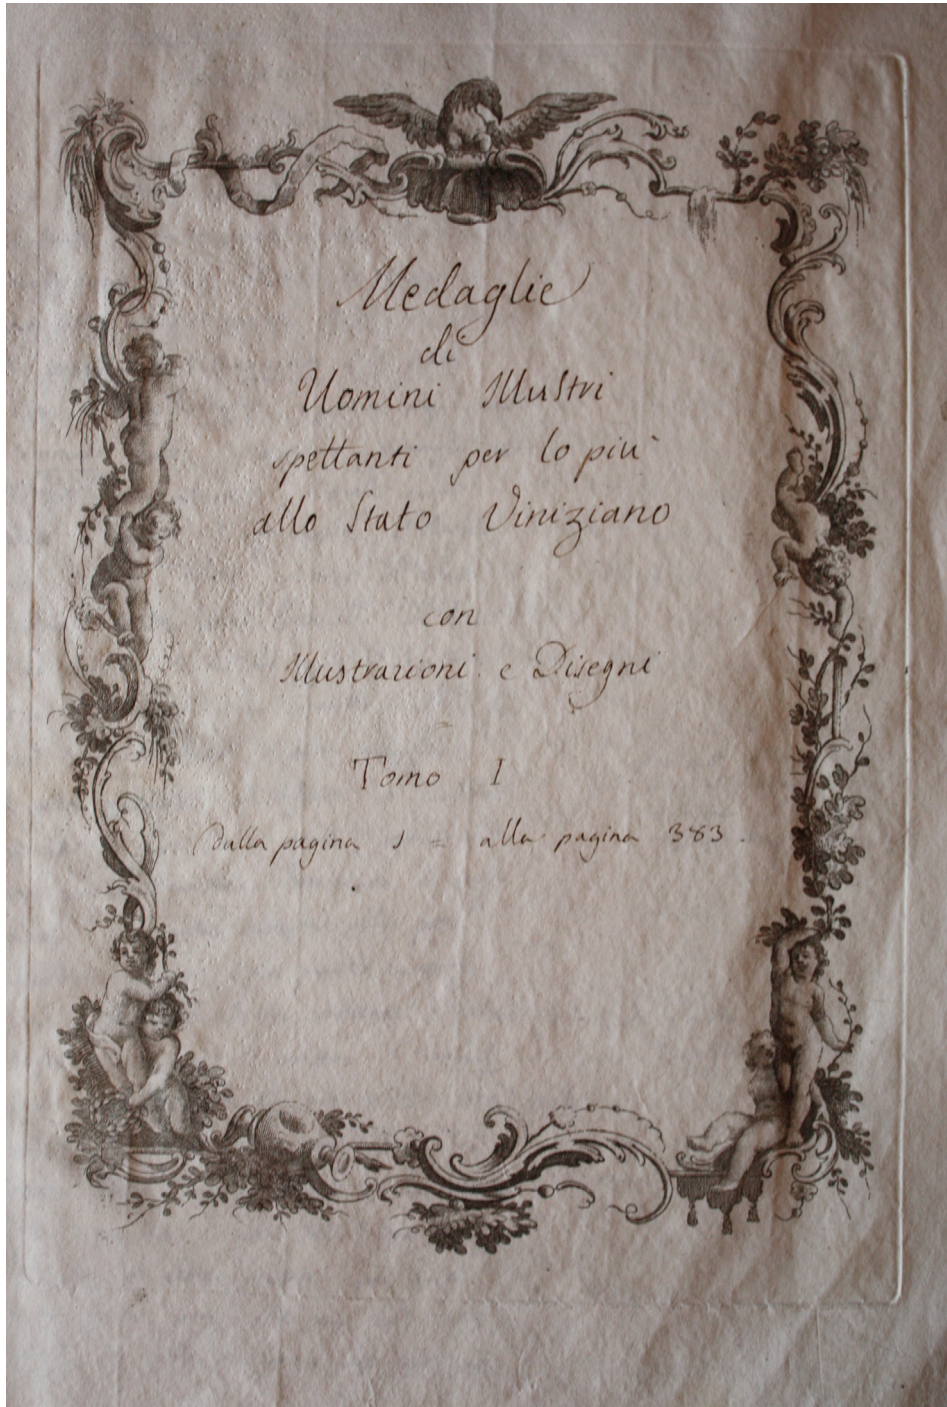 Medaglie
di
Uomini Illustri
spettanti per lo più
allo Stato Viniziano
con
Illustrazioni e Disegni
Tomo I
Dalla pagina 1 = alla pagina 383.